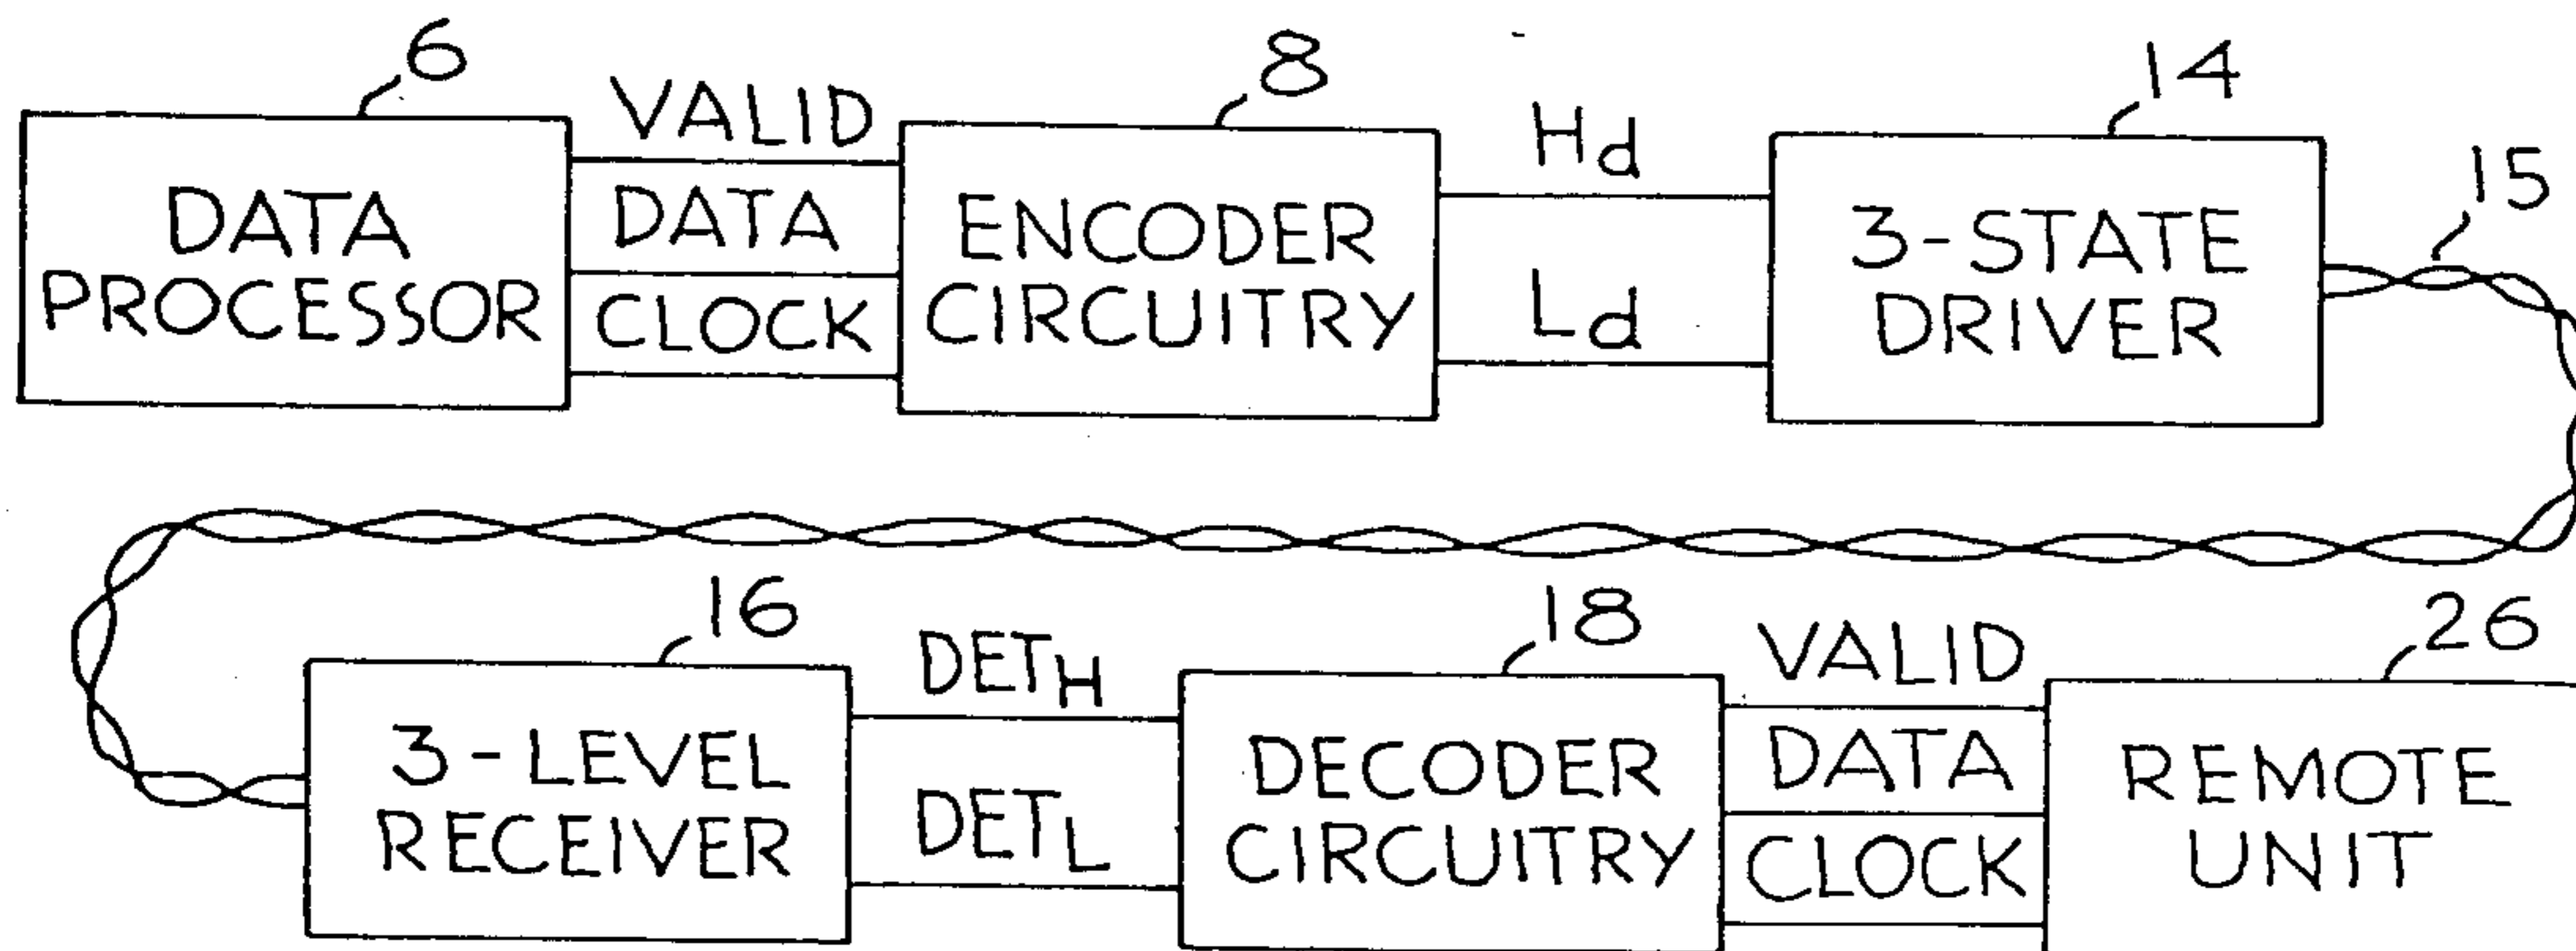 6
8
14
15
VALID
DATA
CLOCK
DATA
PROCESSOR
ENCODER
CIRCUITRY
Hd
Ld
3-STATE
DRIVER
16
18
26
3-LEVEL
RECEIVER
DETH
DETL
DECODER
CIRCUITRY
VALID
DATA
CLOCK
REMOTE
UNIT